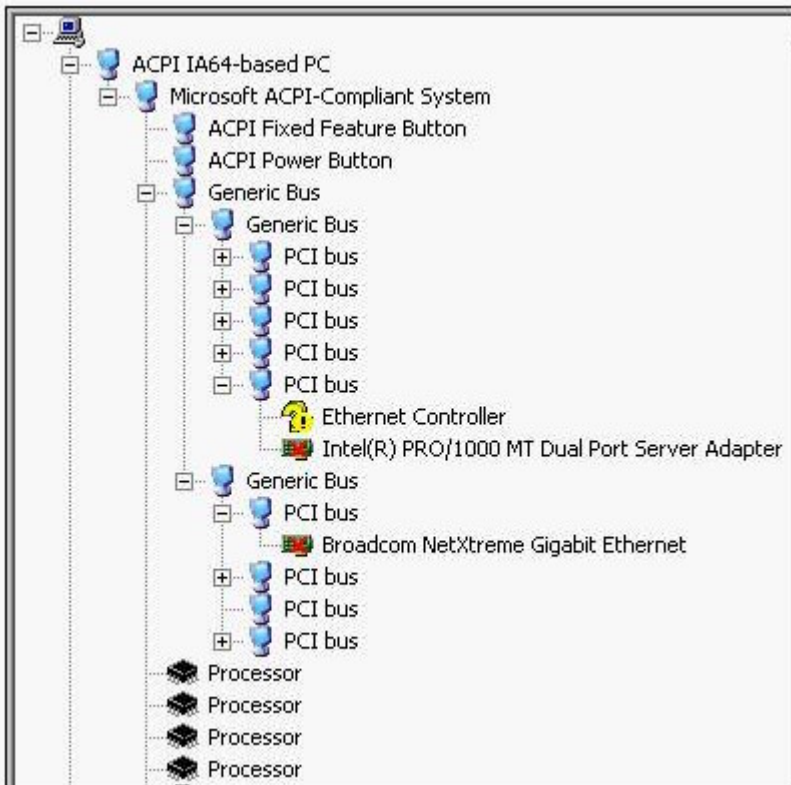 ACPI IA64-based PC
Microsoft ACPI-Compliant System
ACPI Fixed Feature Button
ACPI Power Button
Generic Bus
Generic Bus
PCI bus
PCI bus
PCI bus
PCI bus
PCI bus
Ethernet Controller
Intel(R) PRO/1000 MT Dual Port Server Adapter
Generic Bus
PCI bus
Broadcom NetXtreme Gigabit Ethernet
PCI bus
PCI bus
PCI bus
Processor
Processor
Processor
Processor